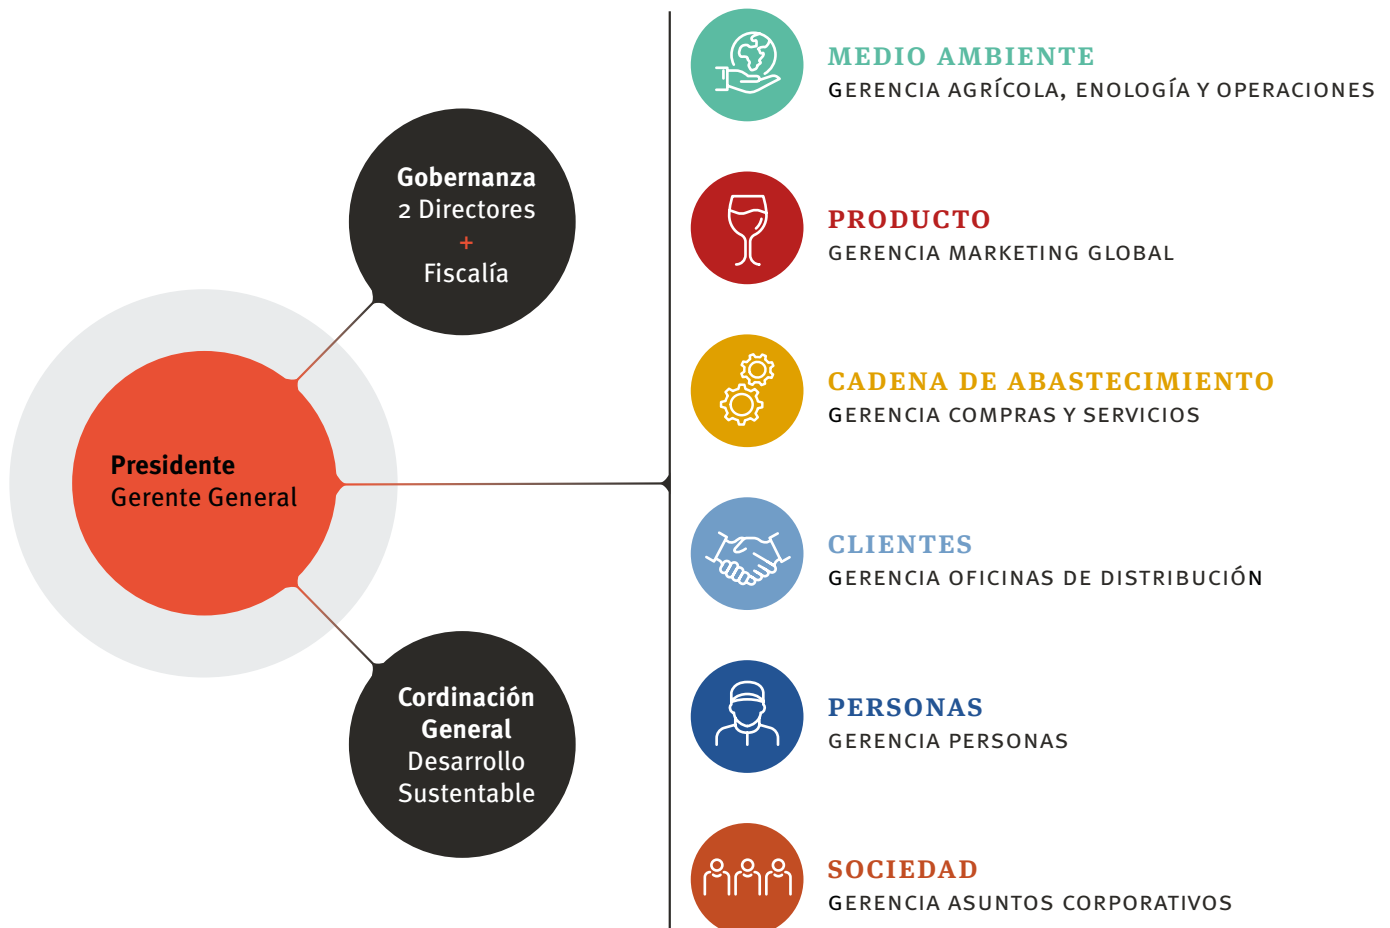 Gobernanza
2 Directores
+
Fiscalía
Presidente
Gerente General
Cordinación
General
Desarrollo
Sustentable
MEDIO AMBIENTE
GERENCIA AGRÍCOLA, ENOLOGÍA Y OPERACIONES
PRODUCTO
GERENCIA MARKETING GLOBAL
CADENA DE ABASTECIMIENTO
GERENCIA COMPRAS Y SERVICIOS
CLIENTES
GERENCIA OFICINAS DE DISTRIBUCIÓN
PERSONAS
GERENCIA PERSONAS
SOCIEDAD
GERENCIA ASUNTOS CORPORATIVOS